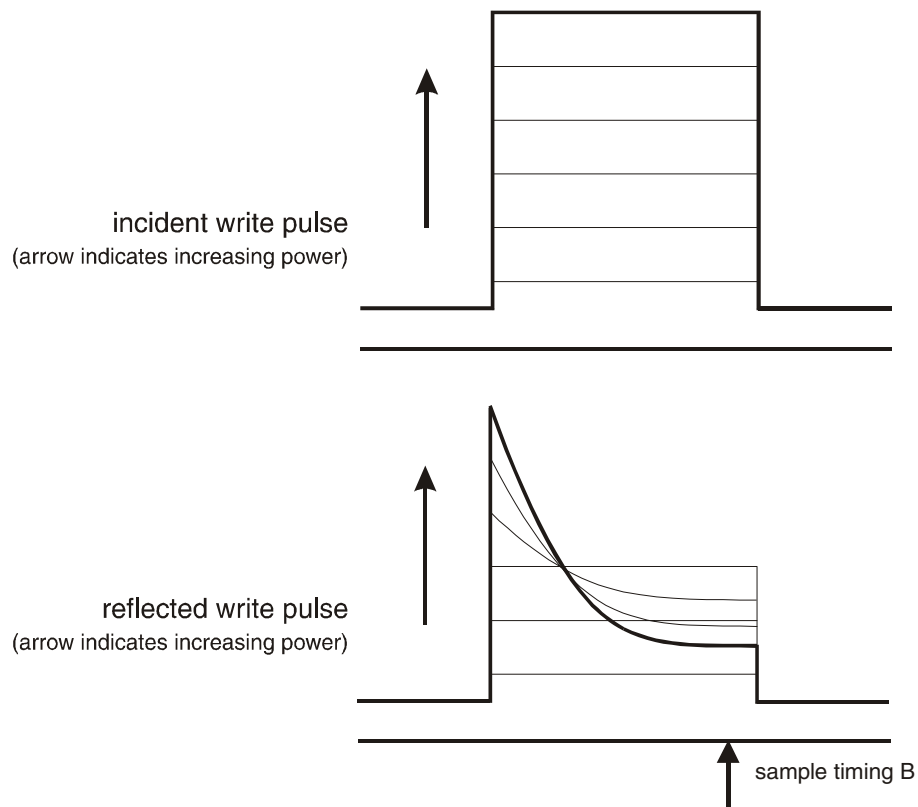 incident write pulse
(arrow indicates increasing power)
reflected write pulse
(arrow indicates increasing power)
sample timing B